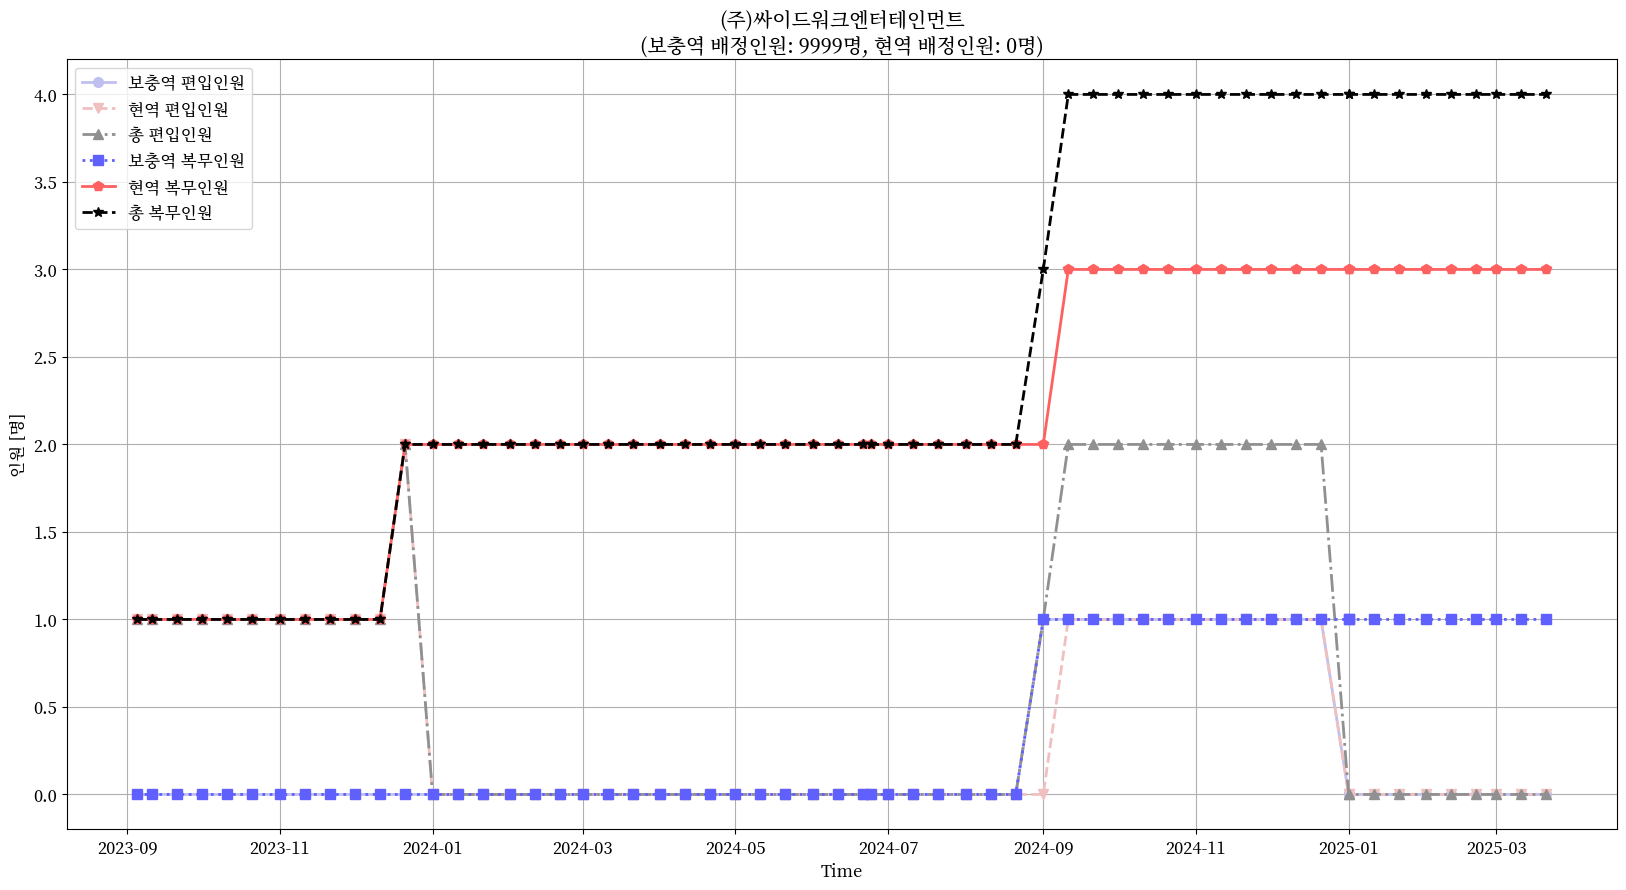 (주)싸이드워크엔터테인먼트
(보충역 배정인원: 9999명, 현역 배정인원: 0명)
보충역 편입인원
현역 편입인원
총 편입인원
보충역 복무인원
현역 복무인원
총 복무인원
4.0
3.5
3.0
2.5
2.0
1.5
1.0
0.5
0.0
인원 [명]
2023-09 2023-11 2024-01 2024-03 2024-05 2024-07 2024-09 2024-11 2025-01 2025-03
Time